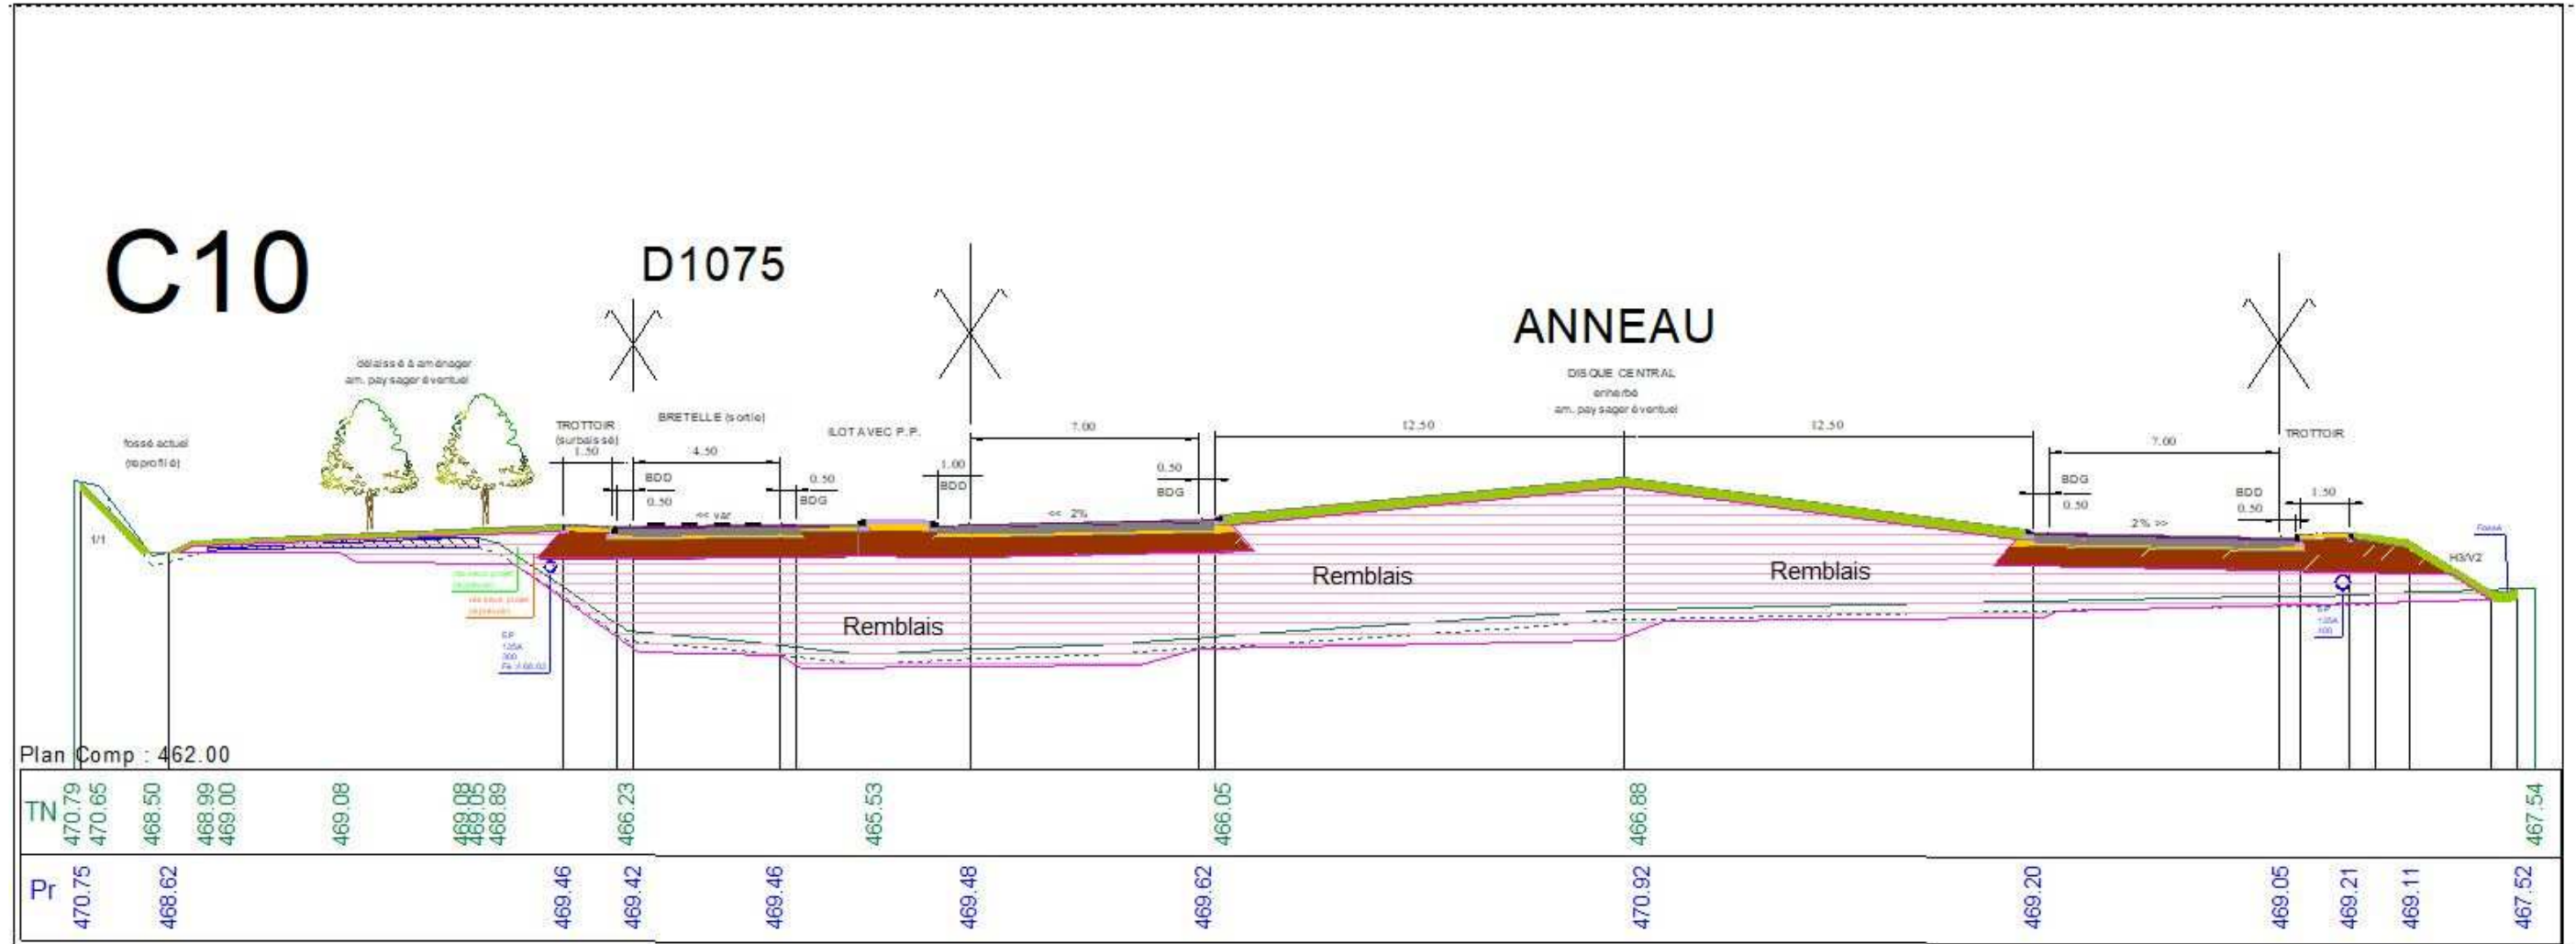 C10
D1075
ANNEAU
délaissé à aménager
am. paysager éventuel
DISQUE CENTRAL
enherbé
am. paysager éventuel
fossé actuel
(reprofilé)
TROTTOIR
(surbaissé)
1.50
BRETELLE (sortie)
4.50
ILOT AVEC P.P.
7.00
12.50
12.50
7.00
TROTTOIR
BDD
0.50
0.50
BDG
1.00
BDD
0.50
BDG
BDG
0.50
BDD
0.50
1.50
1/1
<< var
<< 2%
2% >>
Fossé
H3/V2
Remblais
Remblais
Remblais
E.P
135A
300
E.P
135A
300
Plan Comp : 462.00
TN 470.79 470.65 468.50 468.99 469.00 469.08 469.08 469.05 468.89 466.23 465.53 466.05 466.88 467.54
Pr 470.75 468.62 469.46 469.42 469.46 469.48 469.62 470.92 469.20 469.05 469.21 469.11 467.52